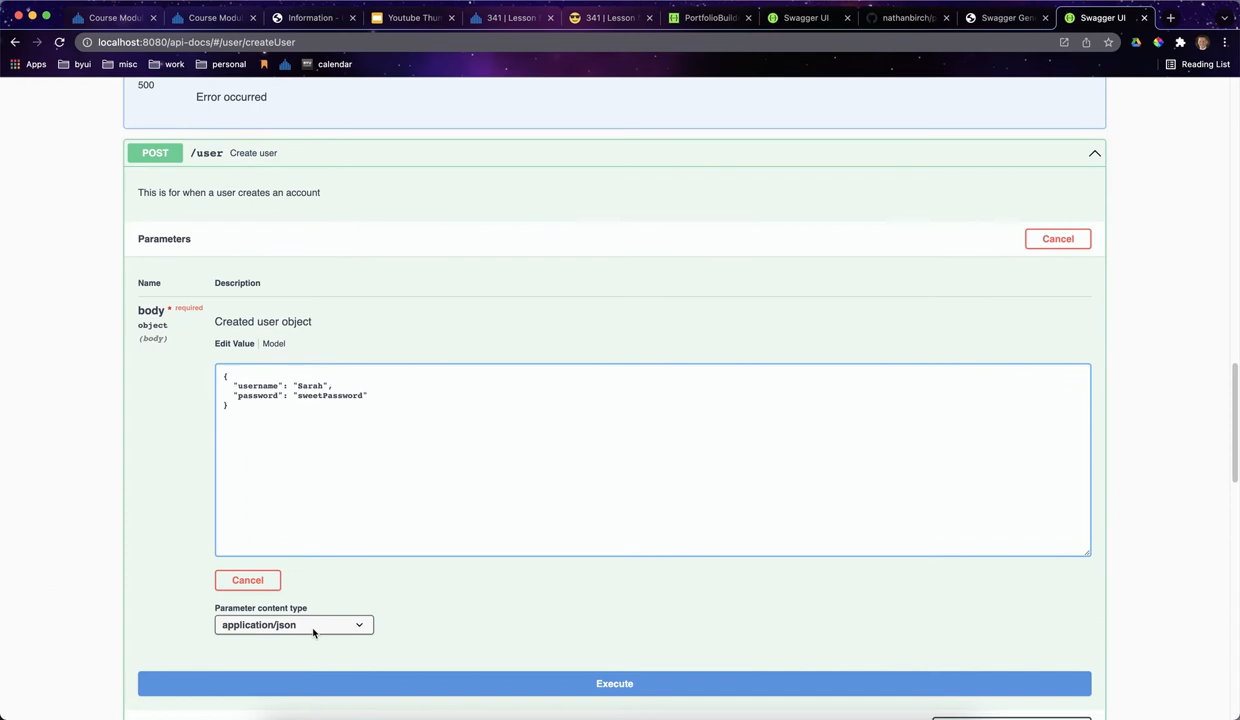 Course Modul
Course Modul
Information -
Youtube Thun
341 | Lesson
341 | Lesson
PortfolioBuild
Swagger UI
nathanbirch/p
Swagger Gen
Swagger UI
localhost:8080/api-docs/#/user/createUser
Apps
byui
misc
work
personal
calendar
Reading List
500
Error occurred
POST /user Create user
This is for when a user creates an account
Parameters
Cancel
Name Description
body * required
object
(body)
Created user object
Edit Value | Model
{
"username": "Sarah",
"password": "sweetPassword"
}
Cancel
Parameter content type
application/json
Execute